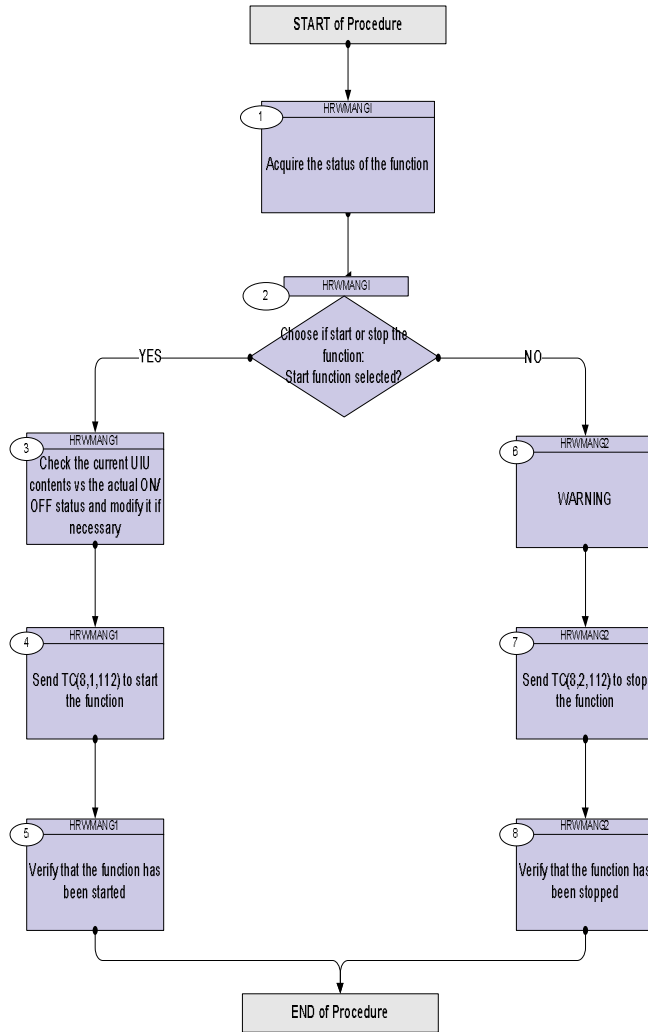 START of Procedure
HRWMANGI
1
Acquire the status of the function
HRWMANGI
2
Choose if start or stop the
function:
Start function selected?
YES
NO
HRWMANG1
3
Check the current UIU
contents vs the actual ON/
OFF status and modify it if
necessary
HRWMANG2
6
WARNING
HRWMANG1
4
Send TC(8,1,112) to start
the function
HRWMANG2
7
Send TC(8,2,112) to stop
the function
HRWMANG1
5
Verify that the function has
been started
HRWMANG2
8
Verify that the function has
been stopped
END of Procedure